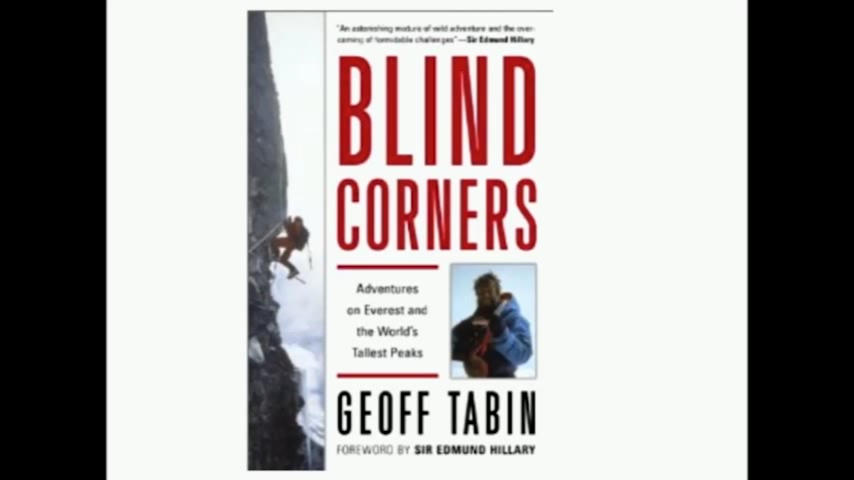 "An astonishing mixture of wild adventure and the over-
coming of formidable challenges"—Sir Edmund Hillary
BLIND
CORNERS
Adventures
on Everest and
the World's
Tallest Peaks
GEOFF TABIN
FOREWORD BY SIR EDMUND HILLARY